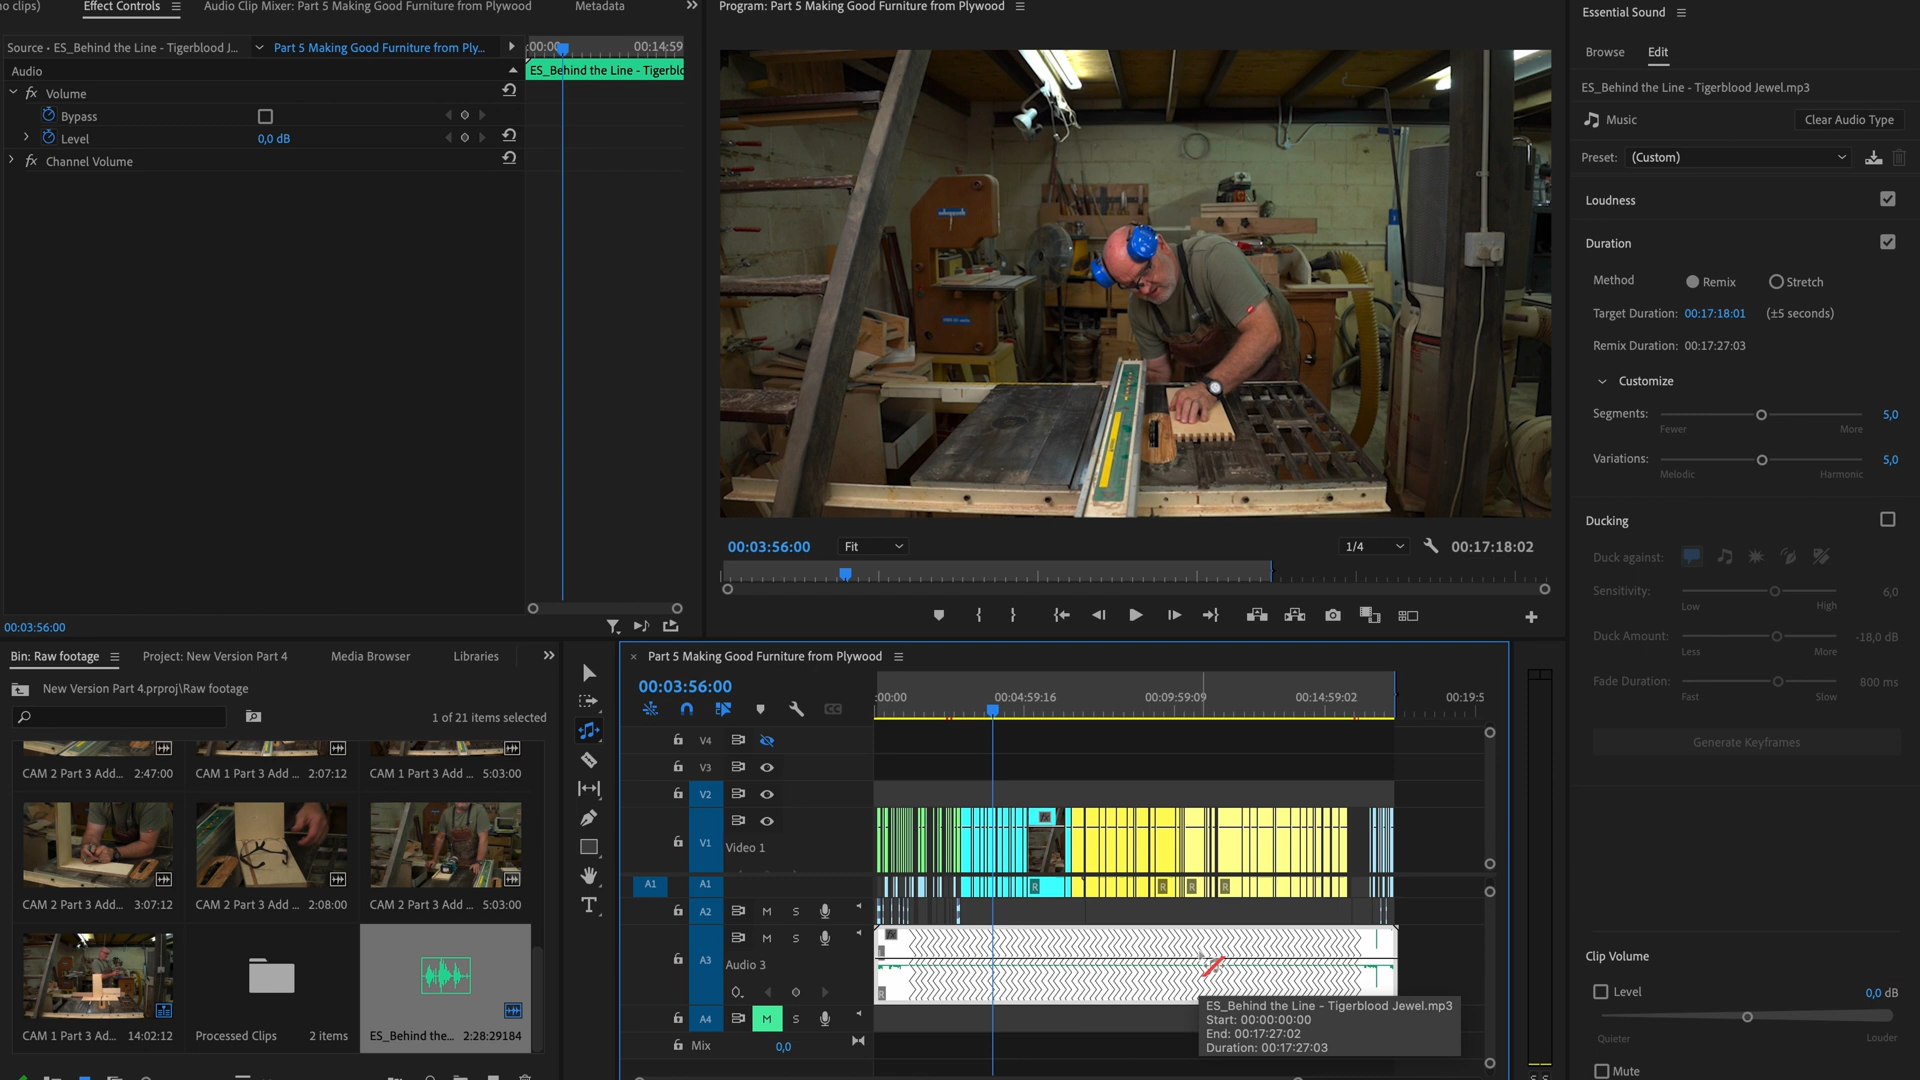 o clips)
Effect Controls
Audio Clip Mixer: Part 5 Making Good Furniture from Plywood
Metadata
Program: Part 5 Making Good Furniture from Plywood
Essential Sound
Browse
Edit
Source • ES_Behind the Line - Tigerblood J...
Part 5 Making Good Furniture from Ply...
:00:00
00:14:59
Audio
ES_Behind the Line - Tigerblo
fx Volume
Bypass
Level
0,0 dB
fx Channel Volume
ES_Behind the Line - Tigerblood Jewel.mp3
Music
Clear Audio Type
Preset:
(Custom)
Loudness
Duration
Method
Remix
Stretch
Target Duration: 00:17:18:01 (±5 seconds)
Remix Duration: 00:17:27:03
Customize
Segments:
5,0
Fewer
More
Variations:
5,0
Melodic
Harmonic
Ducking
Duck against:
Sensitivity:
6,0
Low
High
Duck Amount:
-18,0 dB
Less
More
Fade Duration:
800 ms
Fast
Slow
Generate Keyframes
Clip Volume
Level
0,0 dB
Quieter
Louder
Mute
00:03:56:00
Fit
1/4
00:17:18:02
00:03:56:00
Bin: Raw footage
Project: New Version Part 4
Media Browser
Libraries
New Version Part 4.prproj\Raw footage
1 of 21 items selected
CAM 2 Part 3 Add... 2:47:00
CAM 1 Part 3 Add ... 2:07:12
CAM 1 Part 3 Add ... 5:03:00
CAM 2 Part 3 Add... 3:07:12
CAM 2 Part 3 Add ... 2:08:00
CAM 2 Part 3 Add ... 5:03:00
CAM 1 Part 3 Add ... 14:02:12
Processed Clips 2 items
ES_Behind the... 2:28:29184
× Part 5 Making Good Furniture from Plywood
00:03:56:00
:00:00
00:04:59:16
00:09:59:09
00:14:59:02
00:19:5
CC
V4
V3
V2
V1
Video 1
fx
A1
A1
R
R
R
R
A2
M
S
M
S
A3
Audio 3
fx
R
A4
M
S
Mix
0,0
ES_Behind the Line - Tigerblood Jewel.mp3
Start: 00:00:00:00
End: 00:17:27:02
Duration: 00:17:27:03
S S